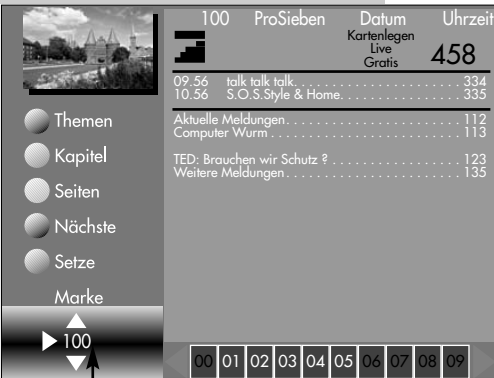 100 ProSieben Datum Uhrzeit
Kartenlegen
Live
Gratis
458
09.56 talk talk talk. . . . . . . . . . . . . . . . . . . . . . . . 334
10.56 S.O.S.Style & Home. . . . . . . . . . . . . . . . . 335
Aktuelle Meldungen. . . . . . . . . . . . . . . . . . . . . . . . . 112
Computer Wurm . . . . . . . . . . . . . . . . . . . . . . . . . . . 113
TED: Brauchen wir Schutz ? . . . . . . . . . . . . . . . . . . 123
Weitere Meldungen. . . . . . . . . . . . . . . . . . . . . . . . . 135
Themen
Kapitel
Seiten
Nächste
Setze
Marke
100
00 01 02 03 04 05 06 07 08 09